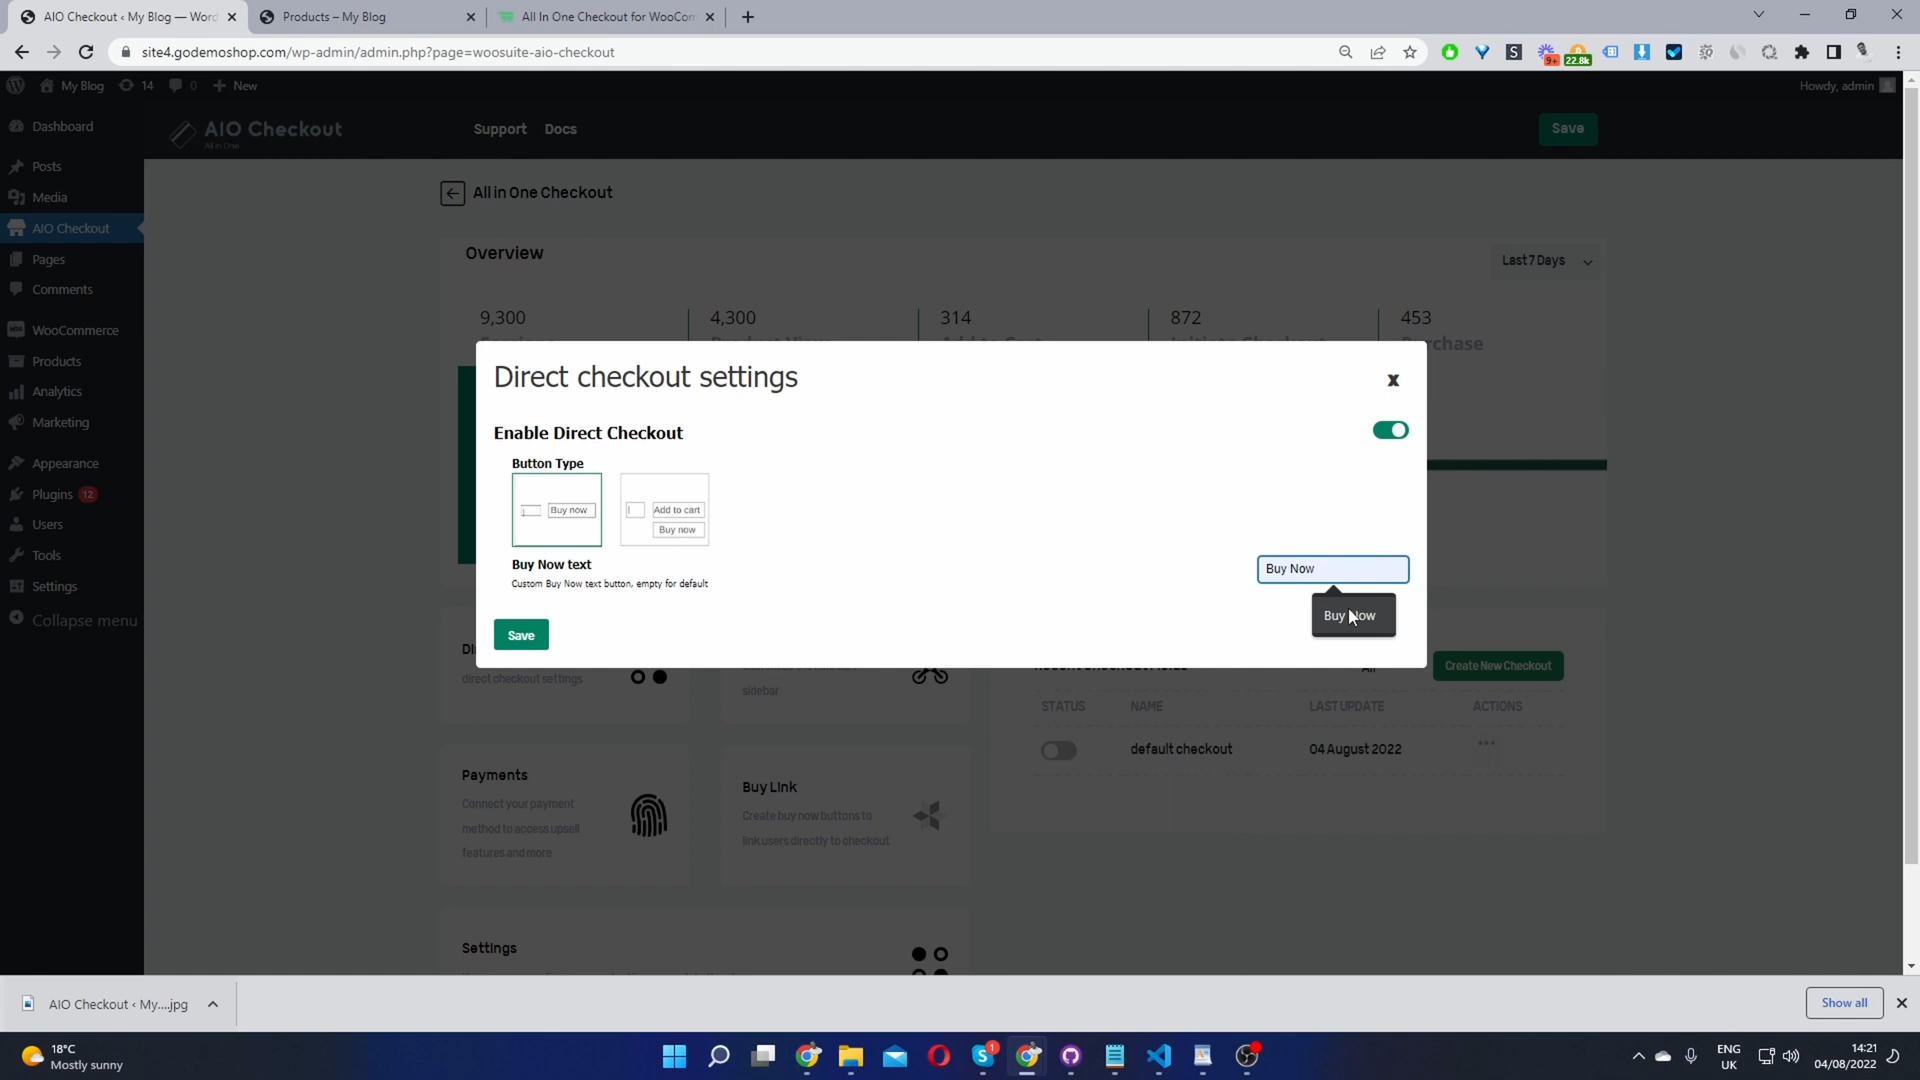 AIO Checkout ‹ My Blog — Word
Products – My Blog
All In One Checkout for WooCom
site4.godemoshop.com/wp-admin/admin.php?page=woosuite-aio-checkout
9+
22.8k
My Blog
14
0
New
Howdy, admin
Dashboard
Posts
Media
AIO Checkout
Pages
Comments
WooCommerce
Products
Analytics
Marketing
Appearance
Plugins 12
Users
Tools
Settings
Collapse menu
AIO Checkout
All in One
Support
Docs
Save
All in One Checkout
Overview
Last 7 Days
9,300
4,300
314
872
453
Purchase
Direct checkout settings
x
Enable Direct Checkout
Button Type
Buy now
Add to cart
Buy now
Buy Now text
Custom Buy Now text button, empty for default
Buy Now
Buy Now
Save
direct checkout settings
sidebar
Create New Checkout
STATUS
NAME
LAST UPDATE
ACTIONS
default checkout
04 August 2022
Payments
Connect your payment
method to access upsell
features and more
Buy Link
Create buy now buttons to
link users directly to checkout
Settings
AIO Checkout ‹ My....jpg
Show all
18°C
Mostly sunny
1
ENG
UK
14:21
04/08/2022